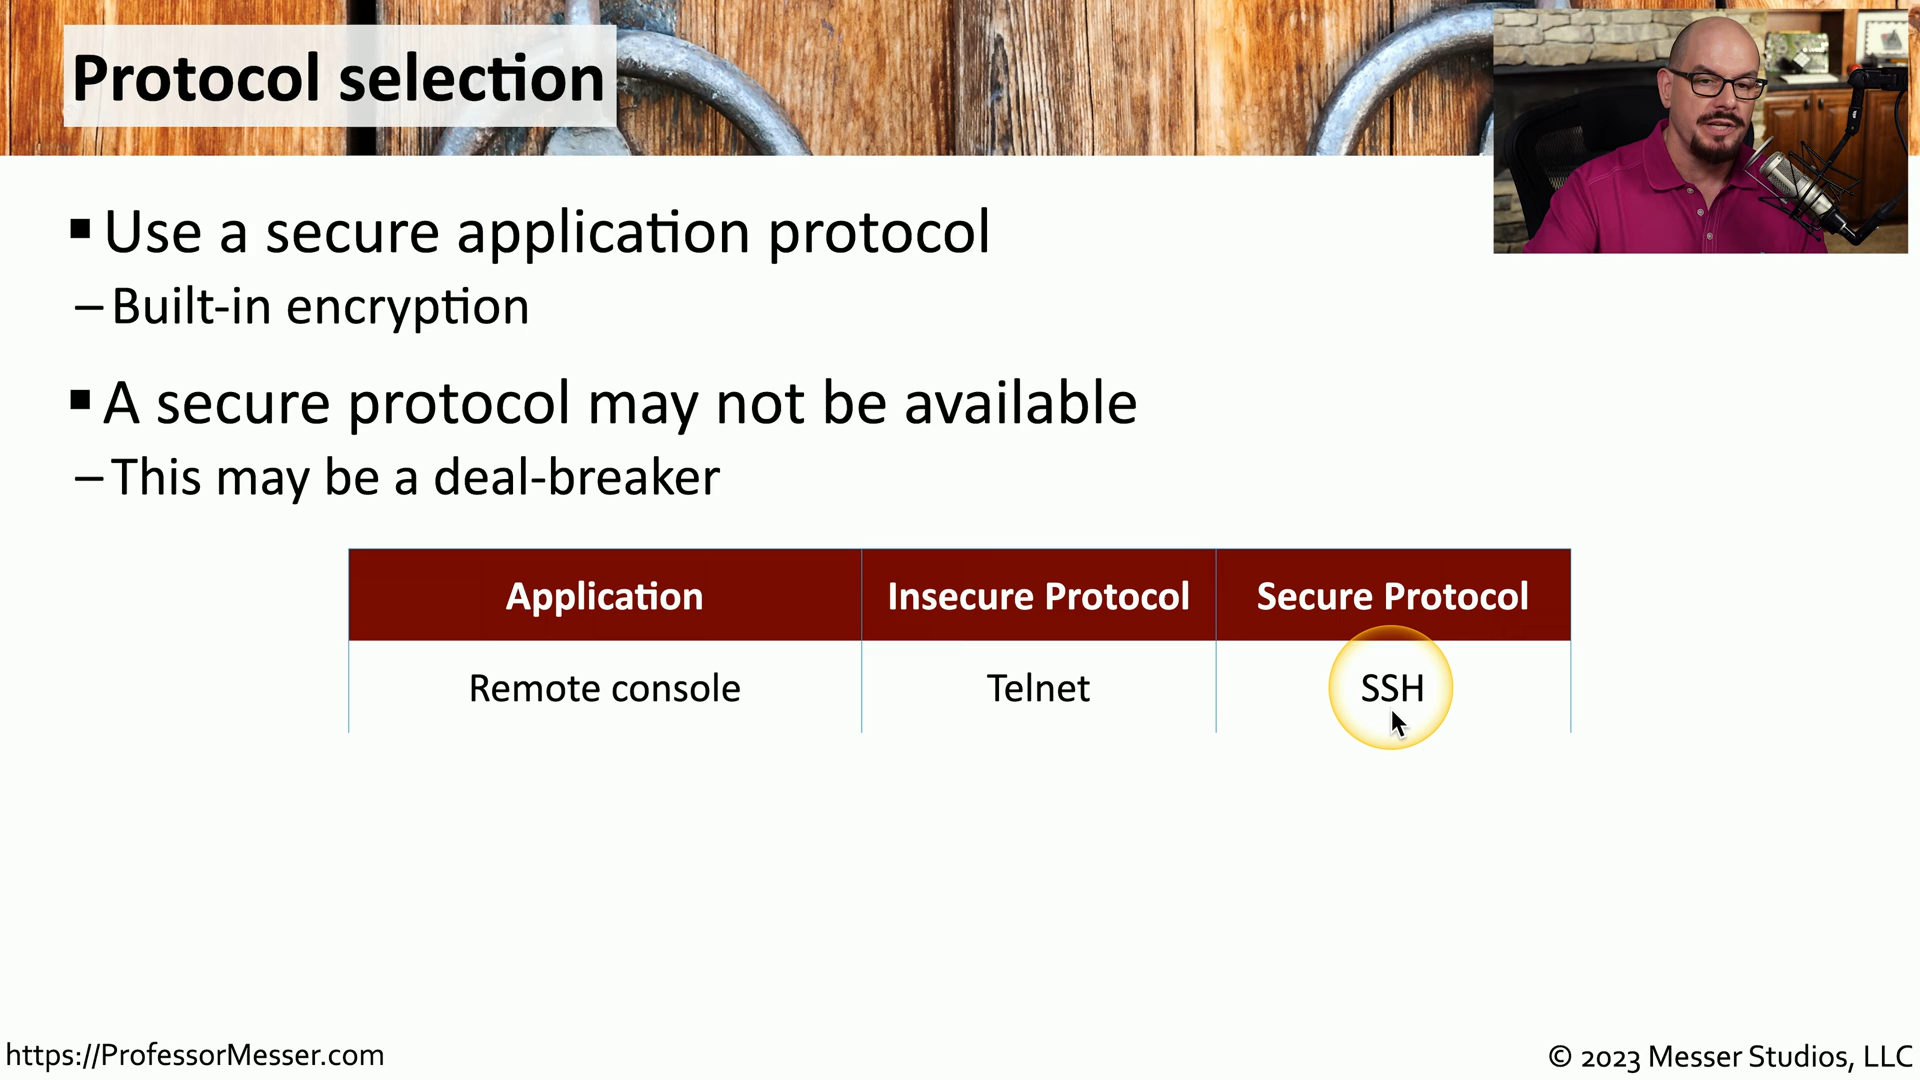 Protocol selection
▪ Use a secure application protocol
– Built-in encryption
▪ A secure protocol may not be available
– This may be a deal-breaker
Application Insecure Protocol Secure Protocol
Remote console Telnet SSH
https://ProfessorMesser.com
© 2023 Messer Studios, LLC